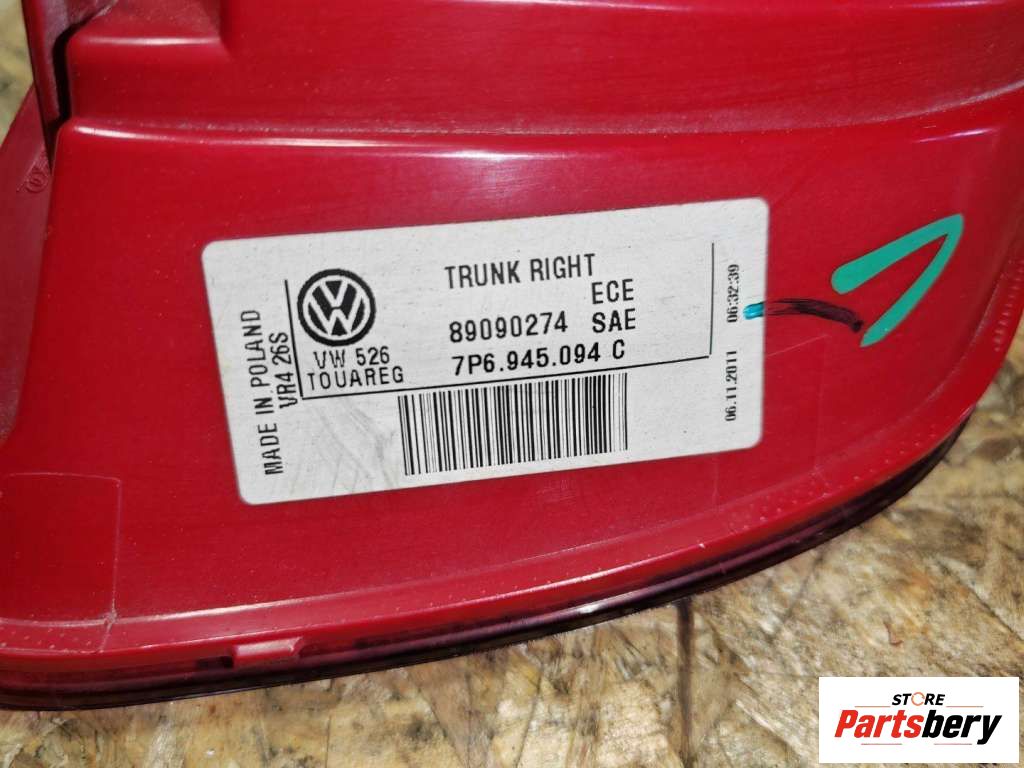 TRUNK RIGHT
ECE
89090274 SAE
7P6.945.094 C
VW 526
TOUAREG
MADE IN POLAND
VR4 26S
06.11.2011 06:32:39
STORE
Partsbery